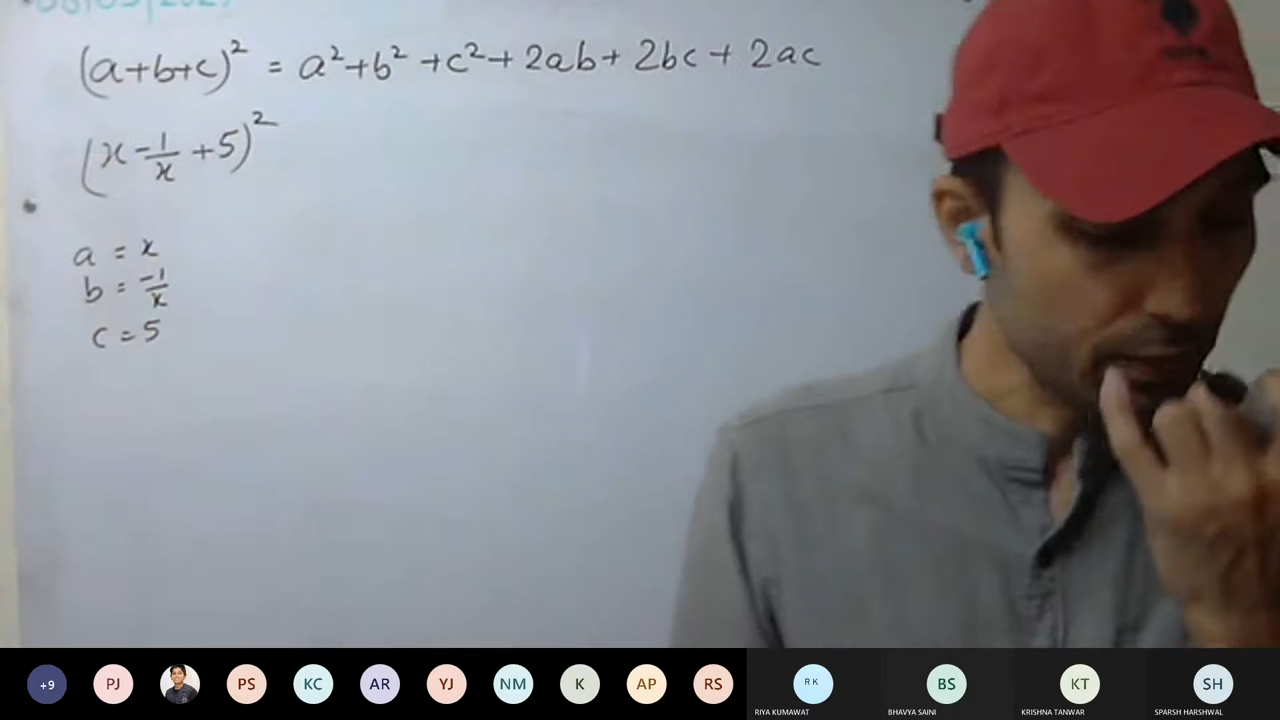 (a+b+c)² = a²+b²+c²+2ab+2bc+2ac
(x-1/x+5)²
a = x
b = -1/x
c = 5
+9 PJ PS KC AR YJ NM K AP RS RK BS KT SH
RIYA KUMAWAT BHAVYA SAINI KRISHNA TANWAR SPARSH HARSHWAL